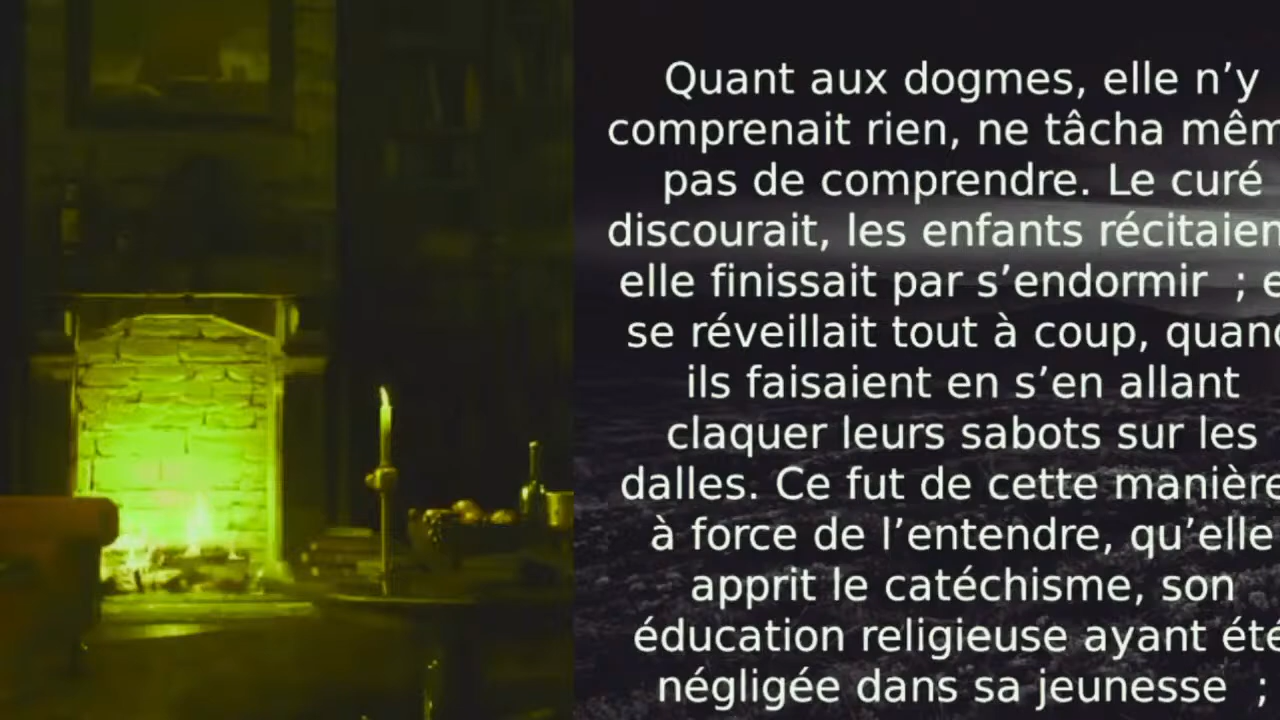 Quant aux dogmes, elle n’y
comprenait rien, ne tâcha mêm
pas de comprendre. Le curé
discourait, les enfants récitaien
elle finissait par s’endormir  ; e
se réveillait tout à coup, quand
ils faisaient en s’en allant
claquer leurs sabots sur les
dalles. Ce fut de cette manière
à force de l’entendre, qu’elle
apprit le catéchisme, son
éducation religieuse ayant été
négligée dans sa jeunesse  ;